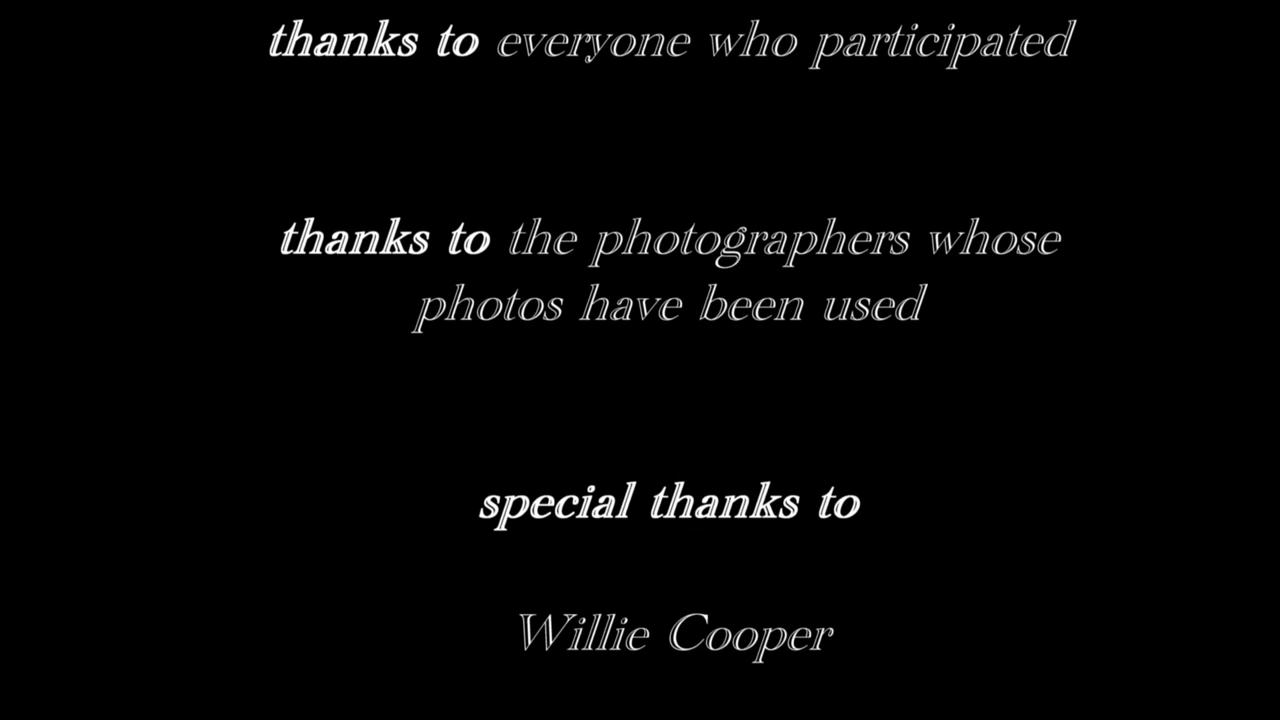 thanks to everyone who participated
thanks to the photographers whose
photos have been used
special thanks to
Willie Cooper